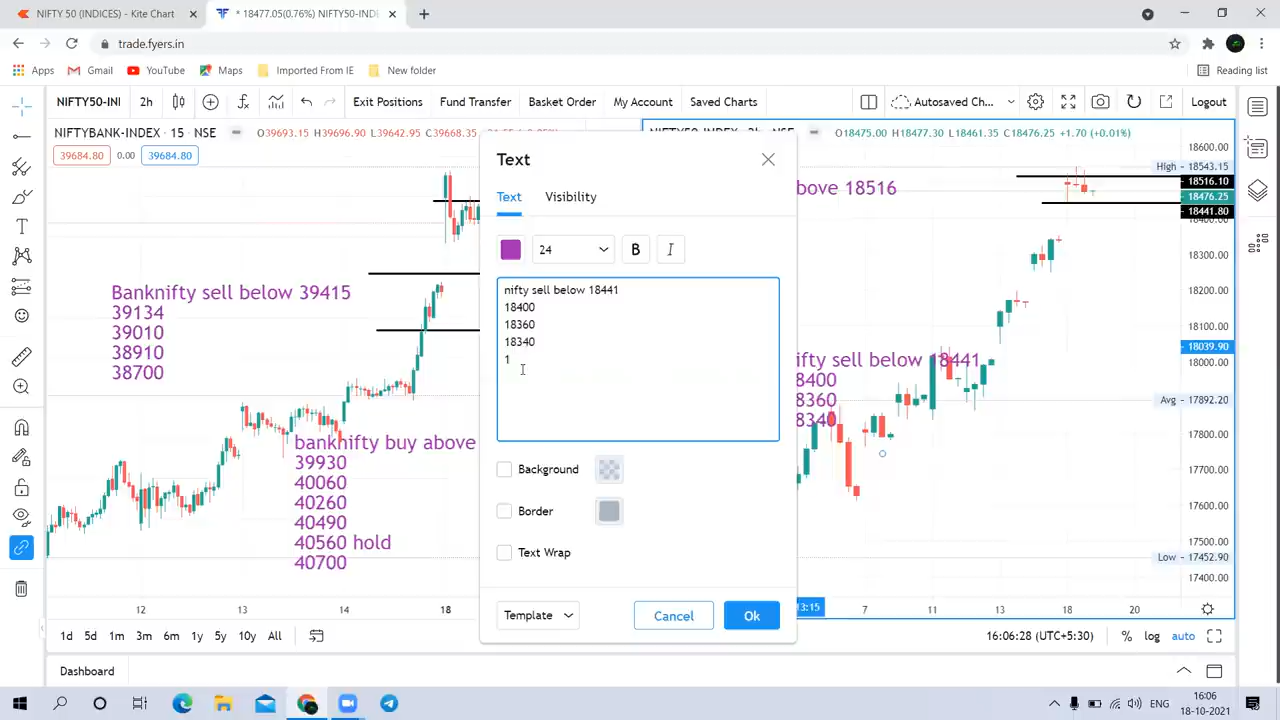 NIFTY 50 (INDICES) - Kite Chart
* 18477.05(0.76%) NIFTY50-INDE
trade.fyers.in
Apps
Gmail
YouTube
Maps
Imported From IE
New folder
Reading list
NIFTY50-INI
2h
Exit Positions
Fund Transfer
Basket Order
My Account
Saved Charts
Autosaved Ch...
Logout
NIFTYBANK-INDEX · 15 · NSE
O39693.15 H39696.90 L39642.95 C39668.35
39684.80
0.00
39684.80
O18475.00 H18477.30 L18461.35 C18476.25 +1.70 (+0.01%)
Banknifty sell below 39415
39134
39010
38910
38700
banknifty buy above
39930
40060
40260
40490
40560 hold
40700
12
13
14
18
Text
Text
Visibility
24
B
I
nifty sell below 18441
18400
18360
18340
1
Background
Border
Text Wrap
Template
Cancel
Ok
bove 18516
ifty sell below 18441
8400
8360
8340
18600.00
High - 18543.15
18516.10
18476.25
18441.80
18400.00
18300.00
18200.00
18100.00
18039.90
18000.00
Avg - 17892.20
17800.00
17700.00
17600.00
17500.00
Low - 17452.90
17400.00
13:15
7
11
13
18
20
1d
5d
1m
3m
6m
1y
5y
10y
All
16:06:28 (UTC+5:30)
%
log
auto
Dashboard
ENG
16:06
18-10-2021